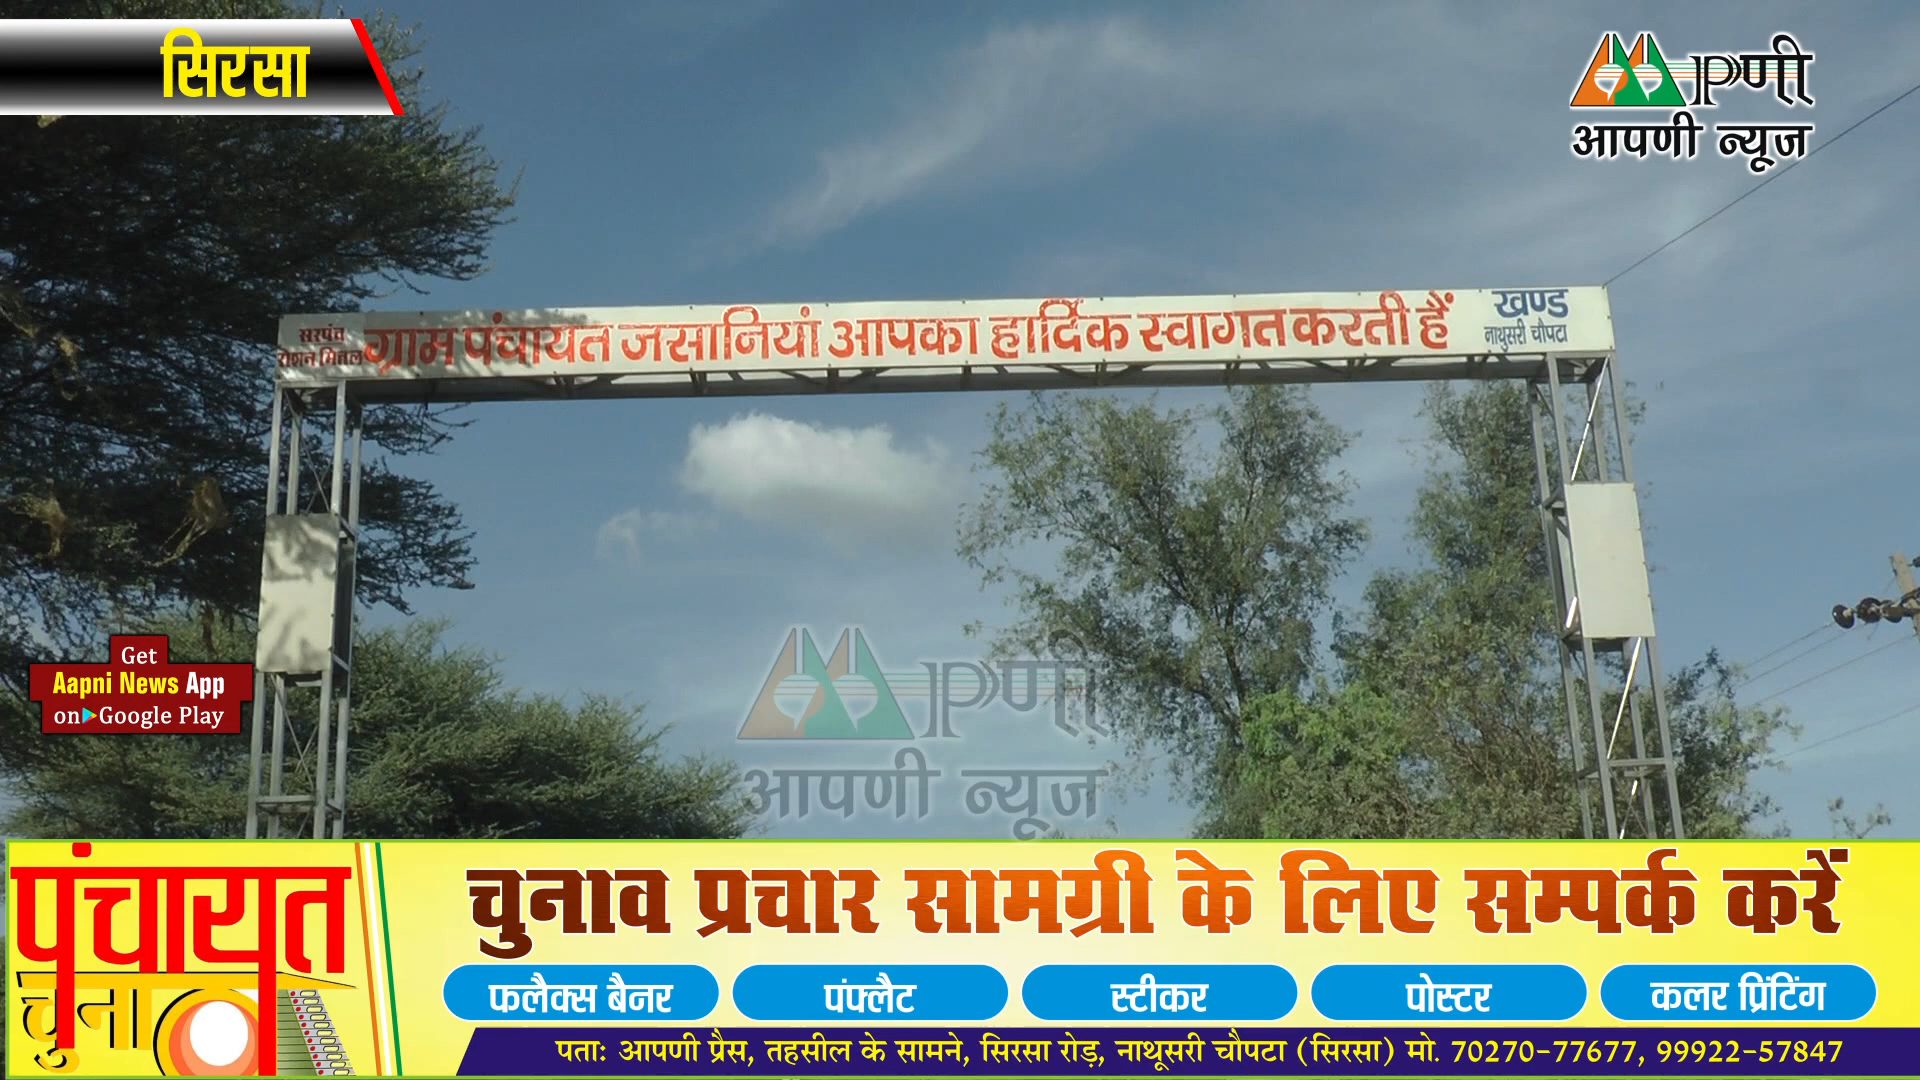 सिरसा
Pणी
आपणी न्यूज
सरपंच
रोशन मित्तल
ग्राम पंचायत जसानियां आपका हार्दिक स्वागत करती हैं
खण्ड
नाथुसरी चौपटा
Get
Aapni News App
on Google Play
Pणी
आपणी न्यूज
पंचायत
चुनाव
चुनाव प्रचार सामग्री के लिए सम्पर्क करें
फलैक्स बैनर
पंफ्लैट
स्टीकर
पोस्टर
कलर प्रिंटिंग
पताः आपणी प्रैस, तहसील के सामने, सिरसा रोड़, नाथूसरी चौपटा (सिरसा) मो. 70270-77677, 99922-57847